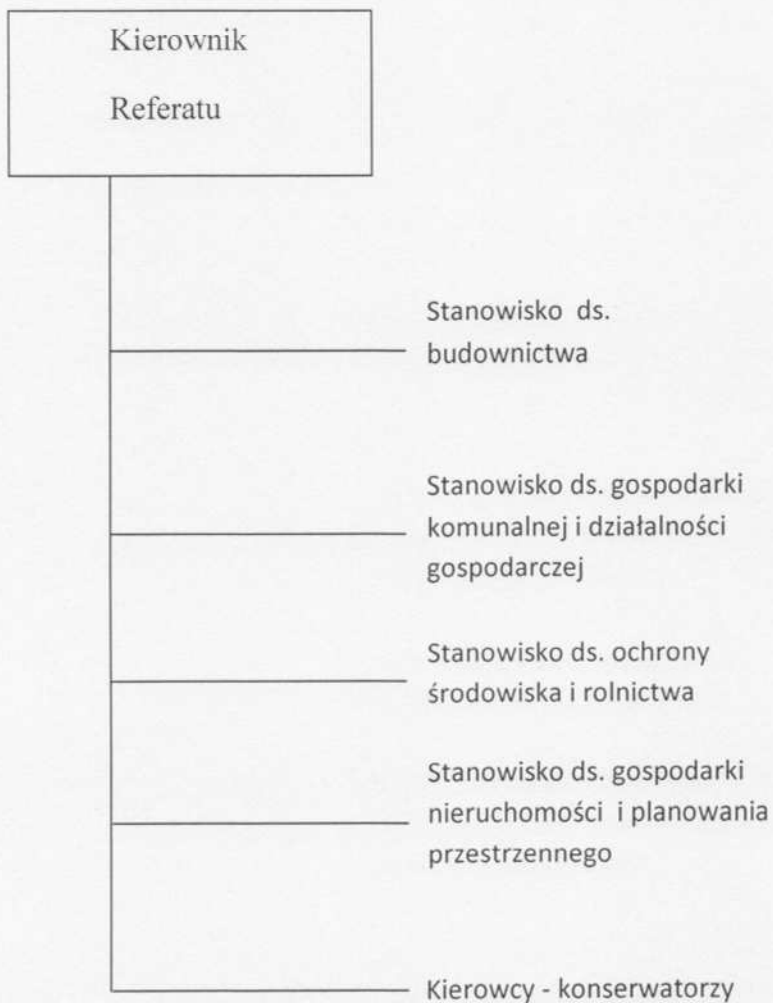 Kierownik
Referatu
Stanowisko ds.
budownictwa
Stanowisko ds. gospodarki
komunalnej i działalności
gospodarczej
Stanowisko ds. ochrony
środowiska i rolnictwa
Stanowisko ds. gospodarki
nieruchomości i planowania
przestrzennego
Kierowcy - konserwatorzy